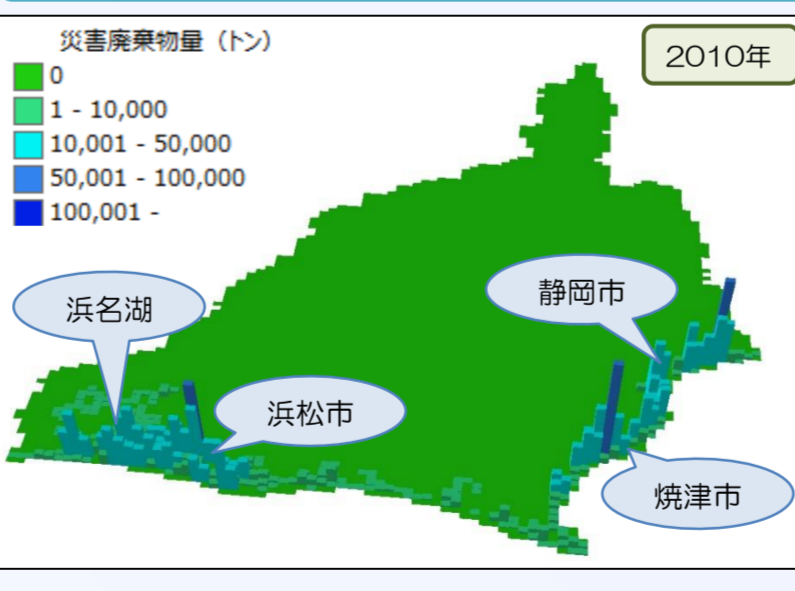 災害廃棄物量（トン）
2010年
0
1 - 10,000
10,001 - 50,000
50,001 - 100,000
100,001 -
浜名湖
静岡市
浜松市
焼津市